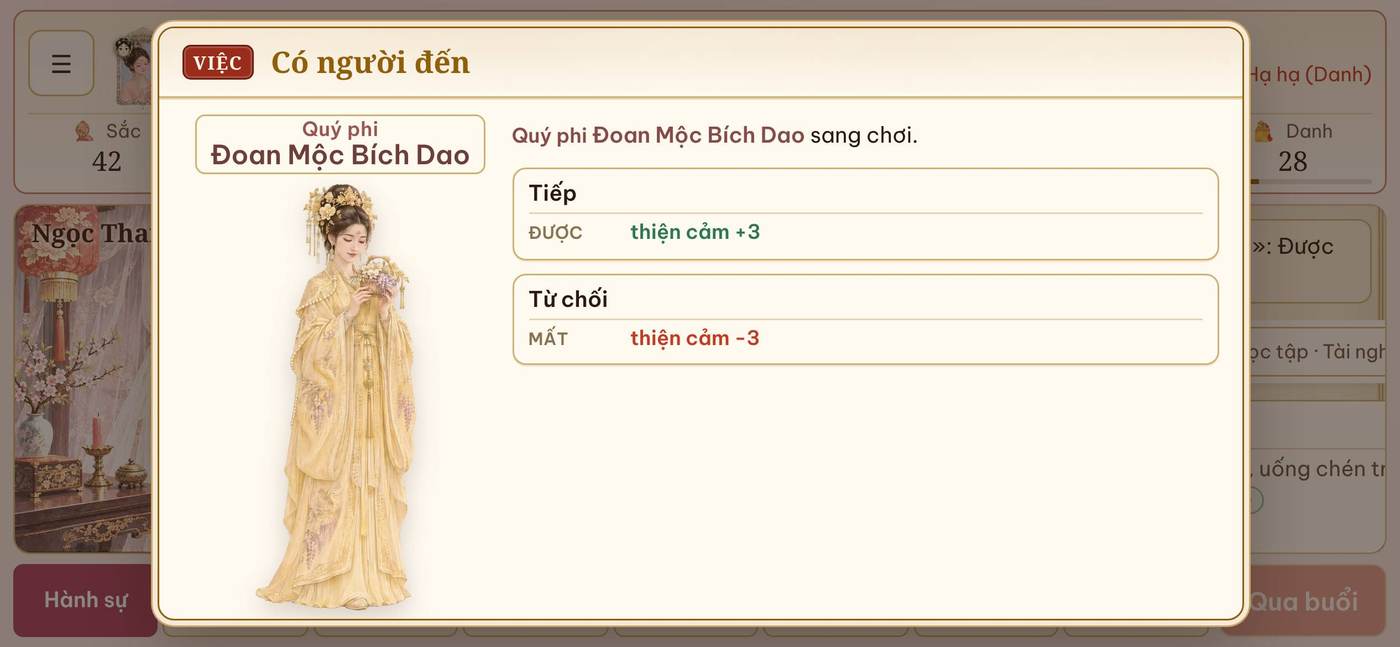 ☰
Hạ hạ (Danh)
Sắc
42
Danh
28
Ngọc
»: Được
uống chén
Hành sự
Qua buổi
VIỆC
Có người đến
Quý phi
Đoan Mộc Bích Dao
Quý phi Đoan Mộc Bích Dao sang chơi.
Tiếp
ĐƯỢC thiện cảm +3
Từ chối
MẤT thiện cảm -3